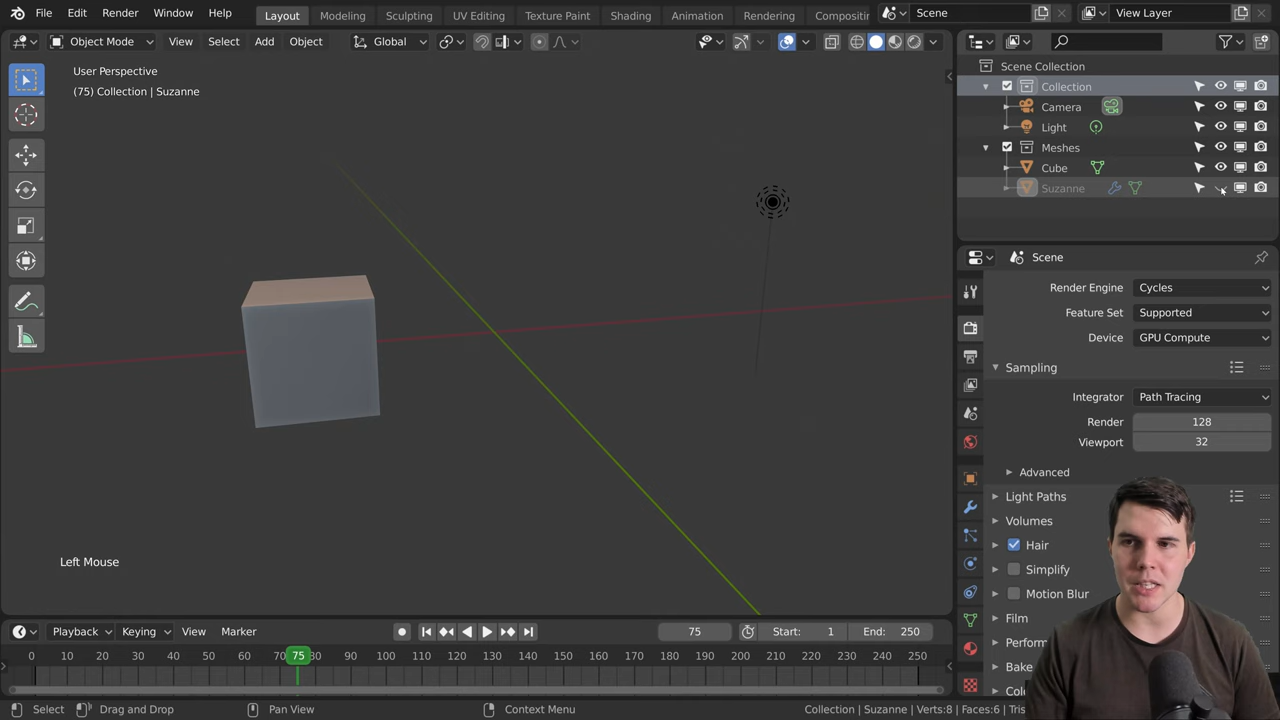 File Edit Render Window Help Layout Modeling Sculpting UV Editing Texture Paint Shading Animation Rendering Scene View Layer
Object Mode View Select Add Object Global
User Perspective
(75) Collection | Suzanne
Scene Collection
Collection
Camera
Light
Meshes
Cube
Suzanne
Scene
Render Engine Cycles
Feature Set Supported
Device GPU Compute
Sampling
Integrator Path Tracing
Render 128
Viewport 32
Advanced
Light Paths
Volumes
Hair
Simplify
Motion Blur
Film
Left Mouse
Playback Keying View Marker 75 Start: 1 End: 250
0 10 20 30 40 50 60 70 75 80 90 100 110 120 130 140 150 160 170 180 190 200 210 220 230 240 250
Select Drag and Drop Pan View Context Menu Collection | Suzanne | Verts:8 | Faces:6 |